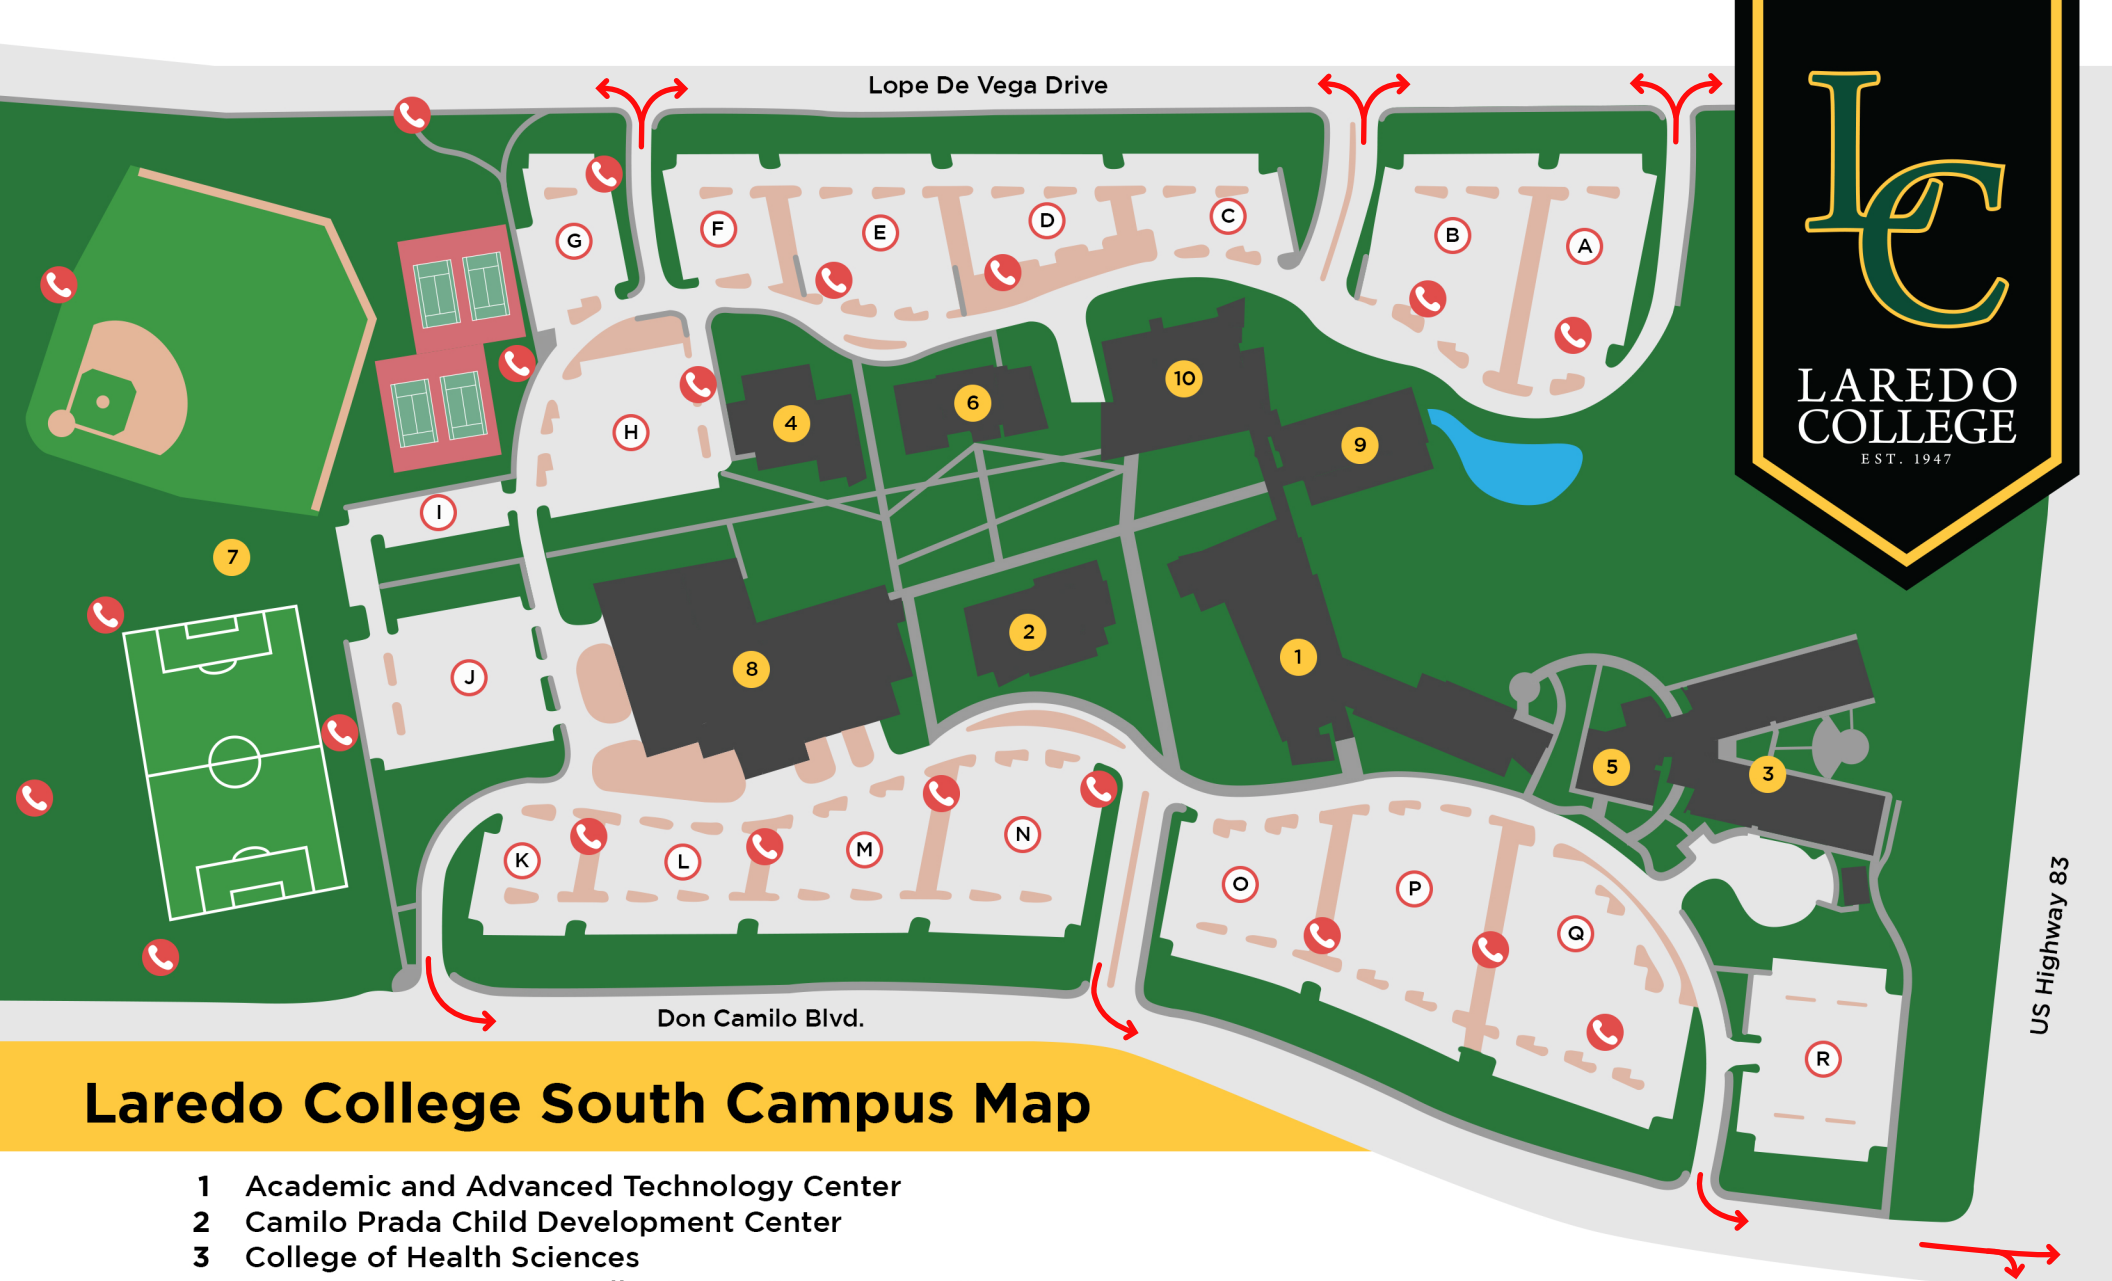 Lope De Vega Drive
LC
LAREDO
COLLEGE
EST. 1947
G
F
E
D
C
B
A
H
4
6
10
9
I
7
J
8
2
1
5
3
K
L
M
N
O
P
Q
R
US Highway 83
Don Camilo Blvd.
Laredo College South Campus Map
1 Academic and Advanced Technology Center
2 Camilo Prada Child Development Center
3 College of Health Sciences